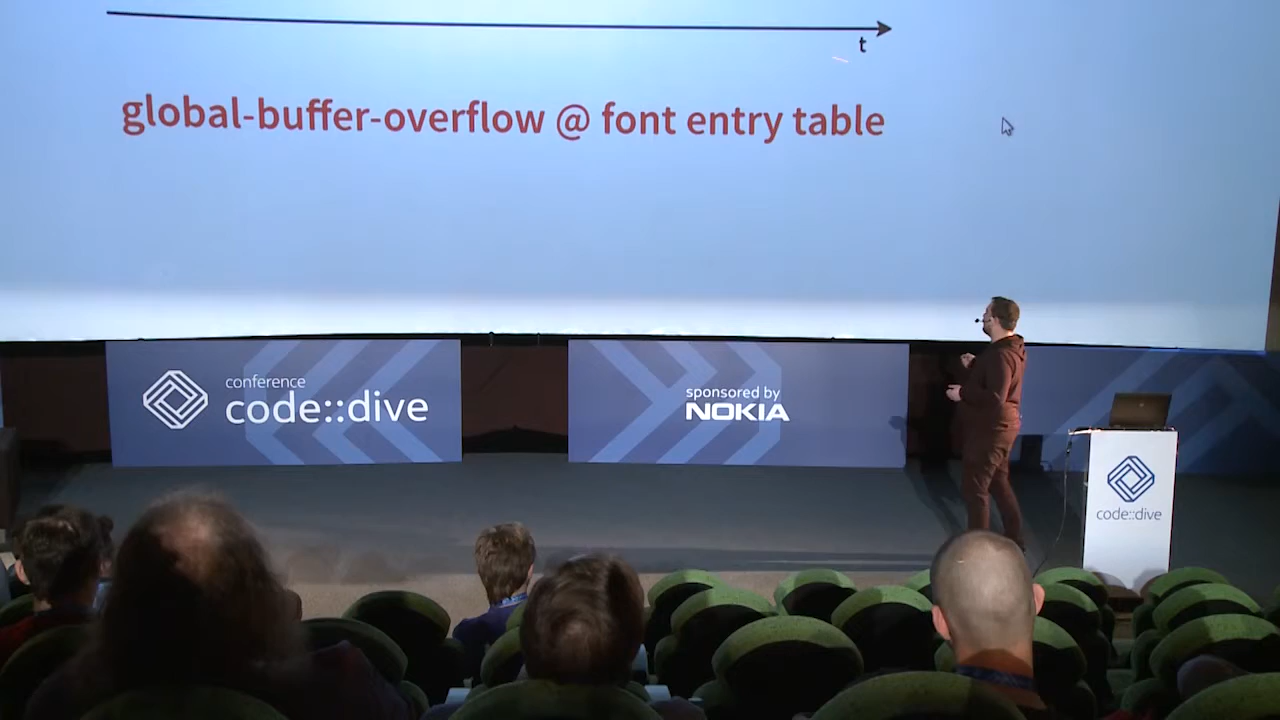 t
global-buffer-overflow @ font entry table
conference
code::dive
sponsored by
NOKIA
code::dive